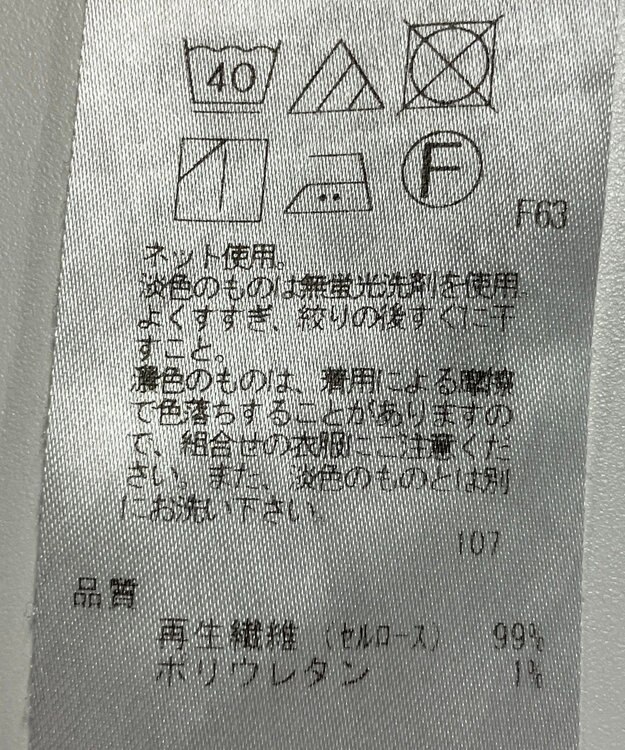 40
F
F63
ネット使用。
淡色のものは無蛍光洗剤を使用
よくすすぎ、絞りの後すぐに干
すこと。
濃色のものは、着用による摩擦
で色落ちすることがありますの
で、組合せの衣服にご注意くだ
さい。また、淡色のものとは別
にお洗い下さい。
107
品質
再生繊維（セルロース） 99%
ポリウレタン 1%